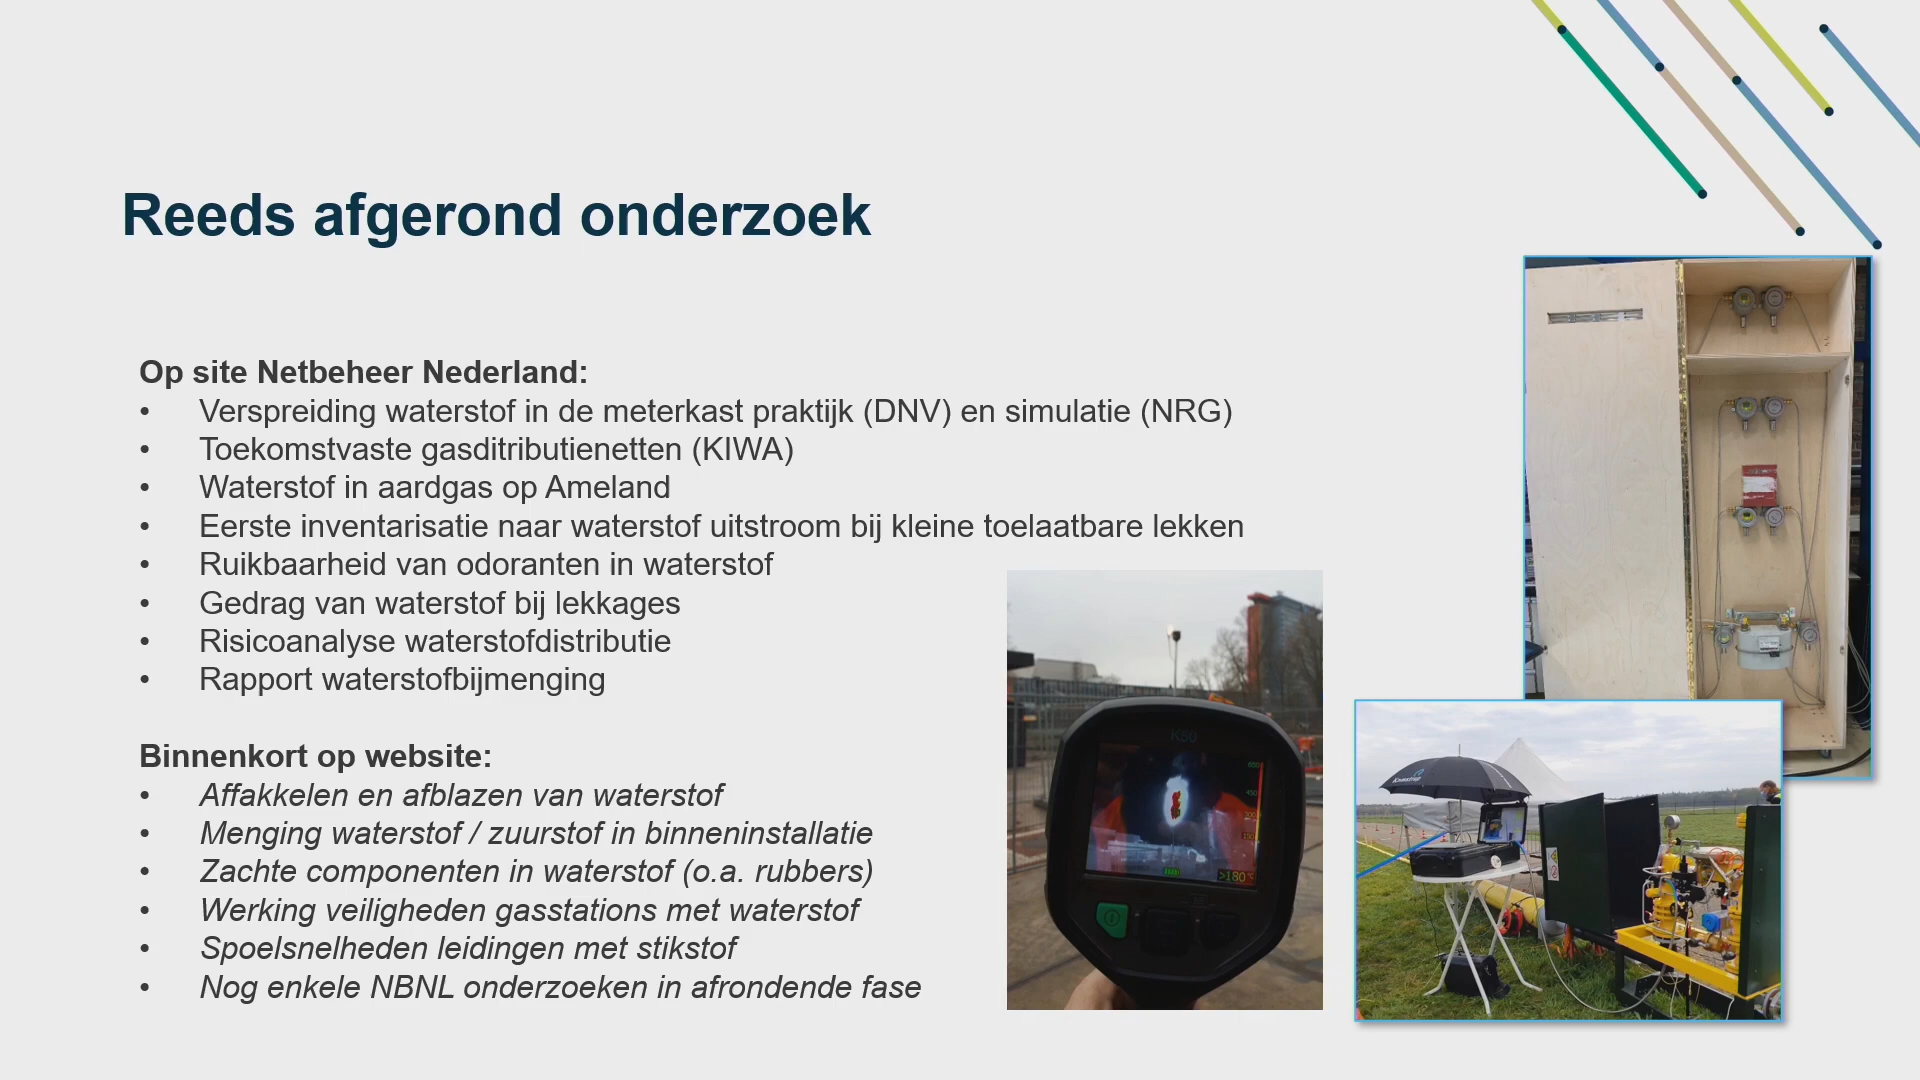 Reeds afgerond onderzoek
Op site Netbeheer Nederland:
• Verspreiding waterstof in de meterkast praktijk (DNV) en simulatie (NRG)
• Toekomstvaste gasditributienetten (KIWA)
• Waterstof in aardgas op Ameland
• Eerste inventarisatie naar waterstof uitstroom bij kleine toelaatbare lekken
• Ruikbaarheid van odoranten in waterstof
• Gedrag van waterstof bij lekkages
• Risicoanalyse waterstofdistributie
• Rapport waterstofbijmenging
Binnenkort op website:
• Affakkelen en afblazen van waterstof
• Menging waterstof / zuurstof in binneninstallatie
• Zachte componenten in waterstof (o.a. rubbers)
• Werking veiligheden gasstations met waterstof
• Spoelsnelheden leidingen met stikstof
• Nog enkele NBNL onderzoeken in afrondende fase
K50
650
450
>180